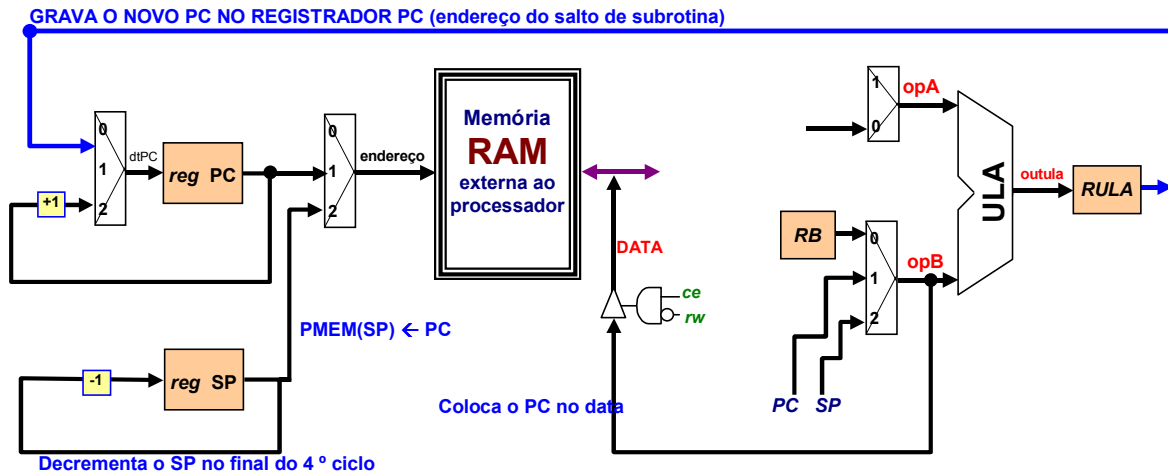 GRAVA O NOVO PC NO REGISTRADOR PC (endereço do salto de subrotina)
0
1
2
dtPC
reg PC
+1
0
1
2
endereço
Memória
RAM
externa ao
processador
DATA
ce
rw
PMEM(SP) ← PC
-1
reg SP
Coloca o PC no data
Decrementa o SP no final do 4 º ciclo
1
0
opA
RB
0
1
2
opB
PC SP
ULA
outula
RULA